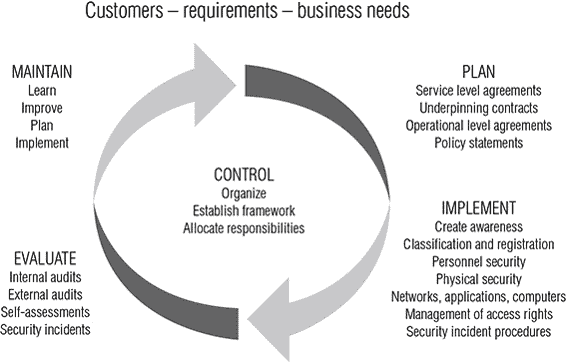 Customers – requirements – business needs
MAINTAIN
Learn
Improve
Plan
Implement
PLAN
Service level agreements
Underpinning contracts
Operational level agreements
Policy statements
CONTROL
Organize
Establish framework
Allocate responsibilities
EVALUATE
Internal audits
External audits
Self-assessments
Security incidents
IMPLEMENT
Create awareness
Classification and registration
Personnel security
Physical security
Networks, applications, computers
Management of access rights
Security incident procedures